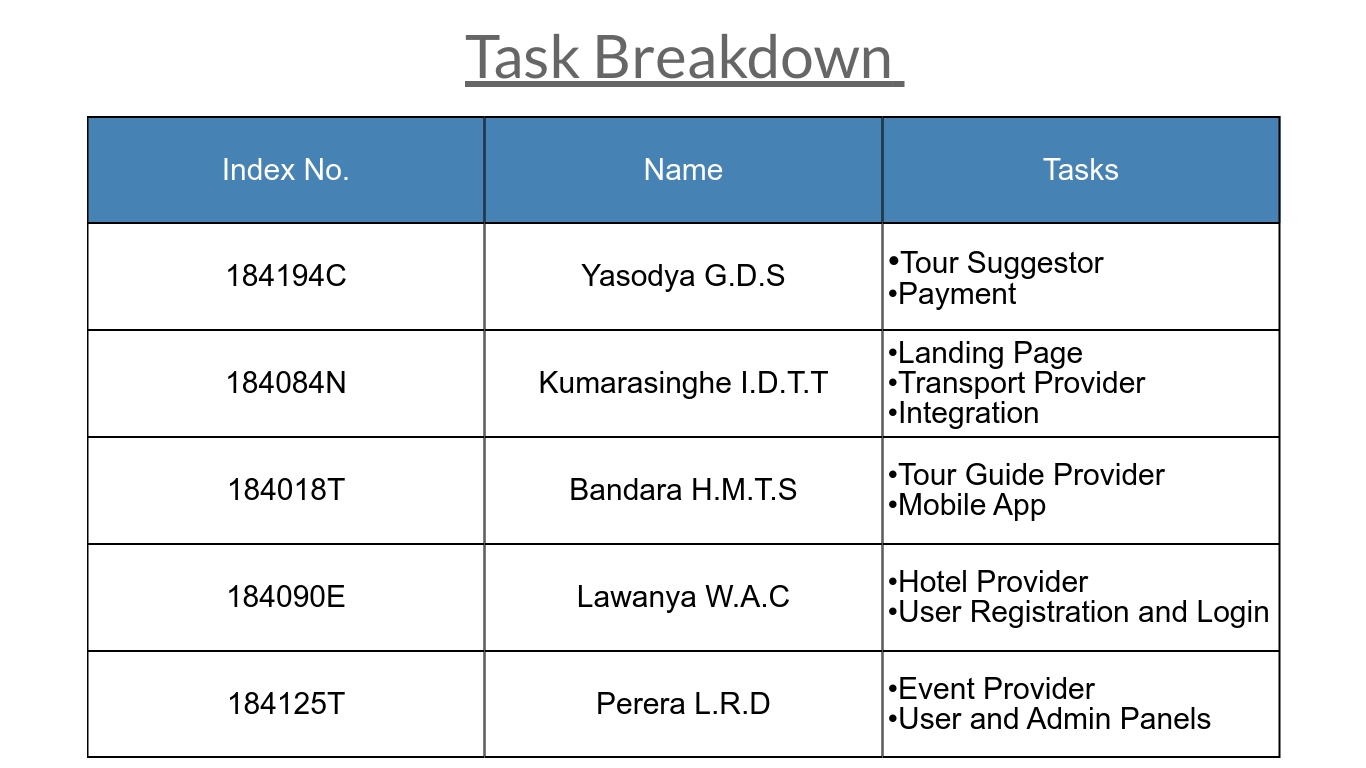 Task Breakdown
Index No. Name Tasks
184194C Yasodya G.D.S •Tour Suggestor
•Payment
184084N Kumarasinghe I.D.T.T •Landing Page
•Transport Provider
•Integration
184018T Bandara H.M.T.S •Tour Guide Provider
•Mobile App
184090E Lawanya W.A.C •Hotel Provider
•User Registration and Login
184125T Perera L.R.D •Event Provider
•User and Admin Panels